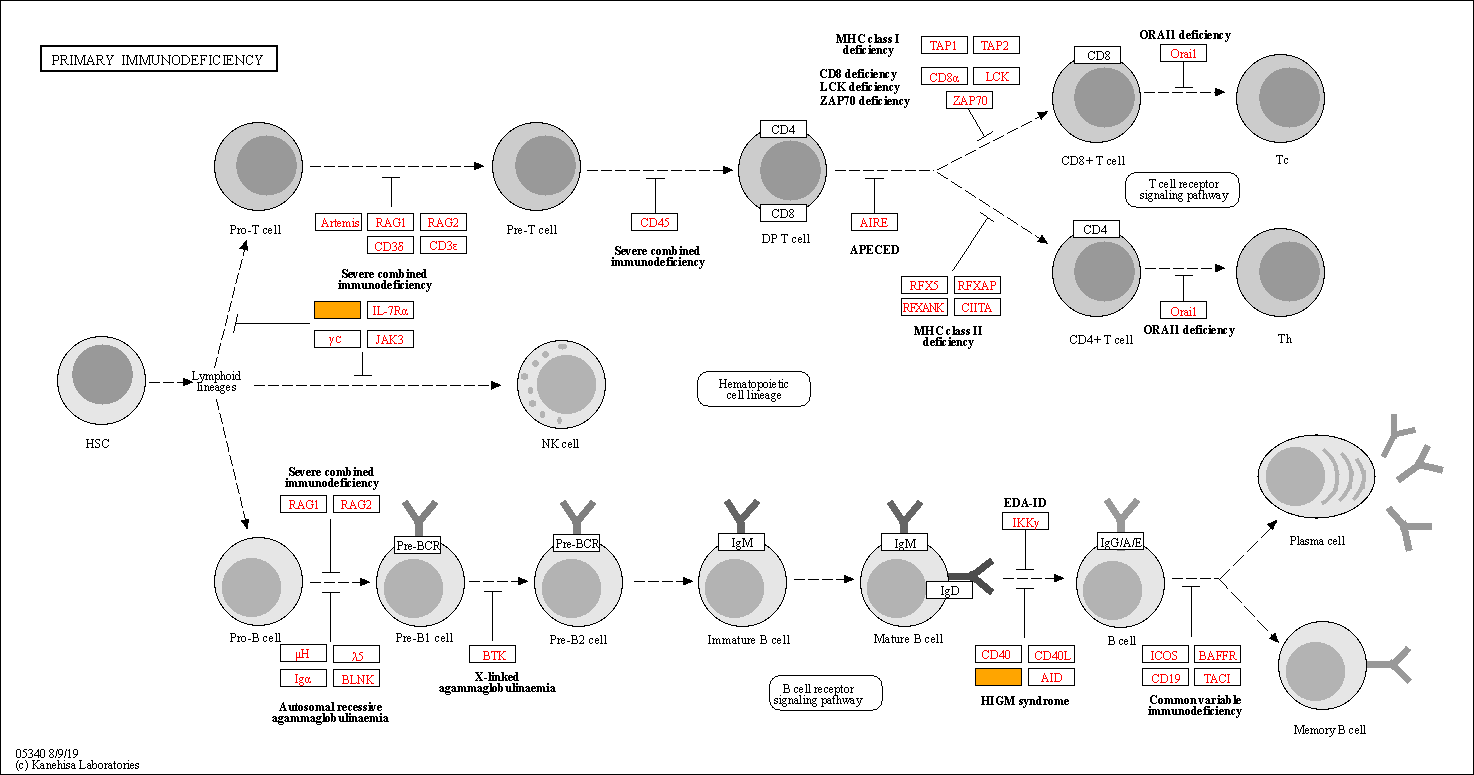 PRIMARY IMMUNODEFICIENCY
MHC class I
deficiency
TAP1
TAP2
CD8 deficiency
LCK deficiency
ZAP70 deficiency
CD8α
LCK
ZAP70
CD8
CD8+ T cell
ORAI1 deficiency
Orai1
Tc
T cell receptor
signaling pathway
Pro-T cell
Artemis
RAG1
RAG2
CD3δ
CD3ε
Severe combined
immunodeficiency
IL-7Rα
γc
JAK3
Pre-T cell
CD45
Severe combined
immunodeficiency
CD4
CD8
DP T cell
AIRE
APECED
RFX5
RFXAP
RFXANK
CIITA
MHC class II
deficiency
CD4
CD4+ T cell
Orai1
ORAI1 deficiency
Th
HSC
Lymphoid
lineages
NK cell
Hematopoietic
cell lineage
Severe combined
immunodeficiency
RAG1
RAG2
Pro-B cell
μH
λ5
Igα
BLNK
Autosomal recessive
agammaglobulinaemia
Pre-BCR
Pre-B1 cell
BTK
X-linked
agammaglobulinaemia
Pre-BCR
Pre-B2 cell
IgM
Immature B cell
IgM
IgD
Mature B cell
B cell receptor
signaling pathway
EDA-ID
IKKγ
CD40
CD40L
AID
HIGM syndrome
IgG/A/E
B cell
ICOS
BAFFR
CD19
TACI
Common variable
immunodeficiency
Plasma cell
Memory B cell
05340 8/9/19
(c) Kanehisa Laboratories